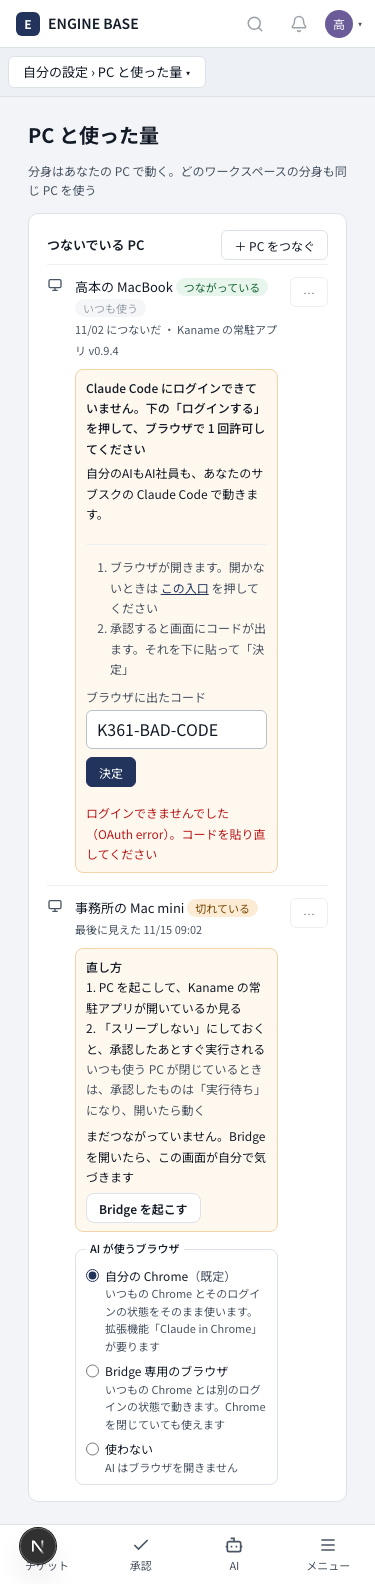 E ENGINE BASE 高
自分の設定 › PC と使った量
PC と使った量
分身はあなたの PC で動く。どのワークスペースの分身も同
じ PC を使う
つないでいる PC ＋ PC をつなぐ
高本の MacBook つながっている ...
いつも使う
11/02 につないだ ・ Kaname の常駐アプ
リ v0.9.4
Claude Code にログインできて
いません。下の「ログインする」
を押して、ブラウザで 1 回許可し
てください
自分のAIもAI社員も、あなたのサ
ブスクの Claude Code で動きま
す。
1. ブラウザが開きます。開かな
いときは この入口 を押して
ください
2. 承認すると画面にコードが出
ます。それを下に貼って「決
定」
ブラウザに出たコード
K361-BAD-CODE
決定
ログインできませんでした
（OAuth error）。コードを貼り直
してください
事務所の Mac mini 切れている ...
最後に見えた 11/15 09:02
直し方
1. PC を起こして、Kaname の常
駐アプリが開いているか見る
2. 「スリープしない」にしておく
と、承認したあとすぐ実行される
いつも使う PC が閉じているとき
は、承認したものは「実行待ち」
になり、開いたら動く
まだつながっていません。Bridge
を開いたら、この画面が自分で気
づきます
Bridge を起こす
AI が使うブラウザ
自分の Chrome（既定）
いつもの Chrome とそのログイ
ンの状態をそのまま使います。
拡張機能「Claude in Chrome」
が要ります
Bridge 専用のブラウザ
いつもの Chrome とは別のログ
インの状態で動きます。Chrome
を閉じていても使えます
使わない
AI はブラウザを開きません
N
ケット 承認 AI メニュー